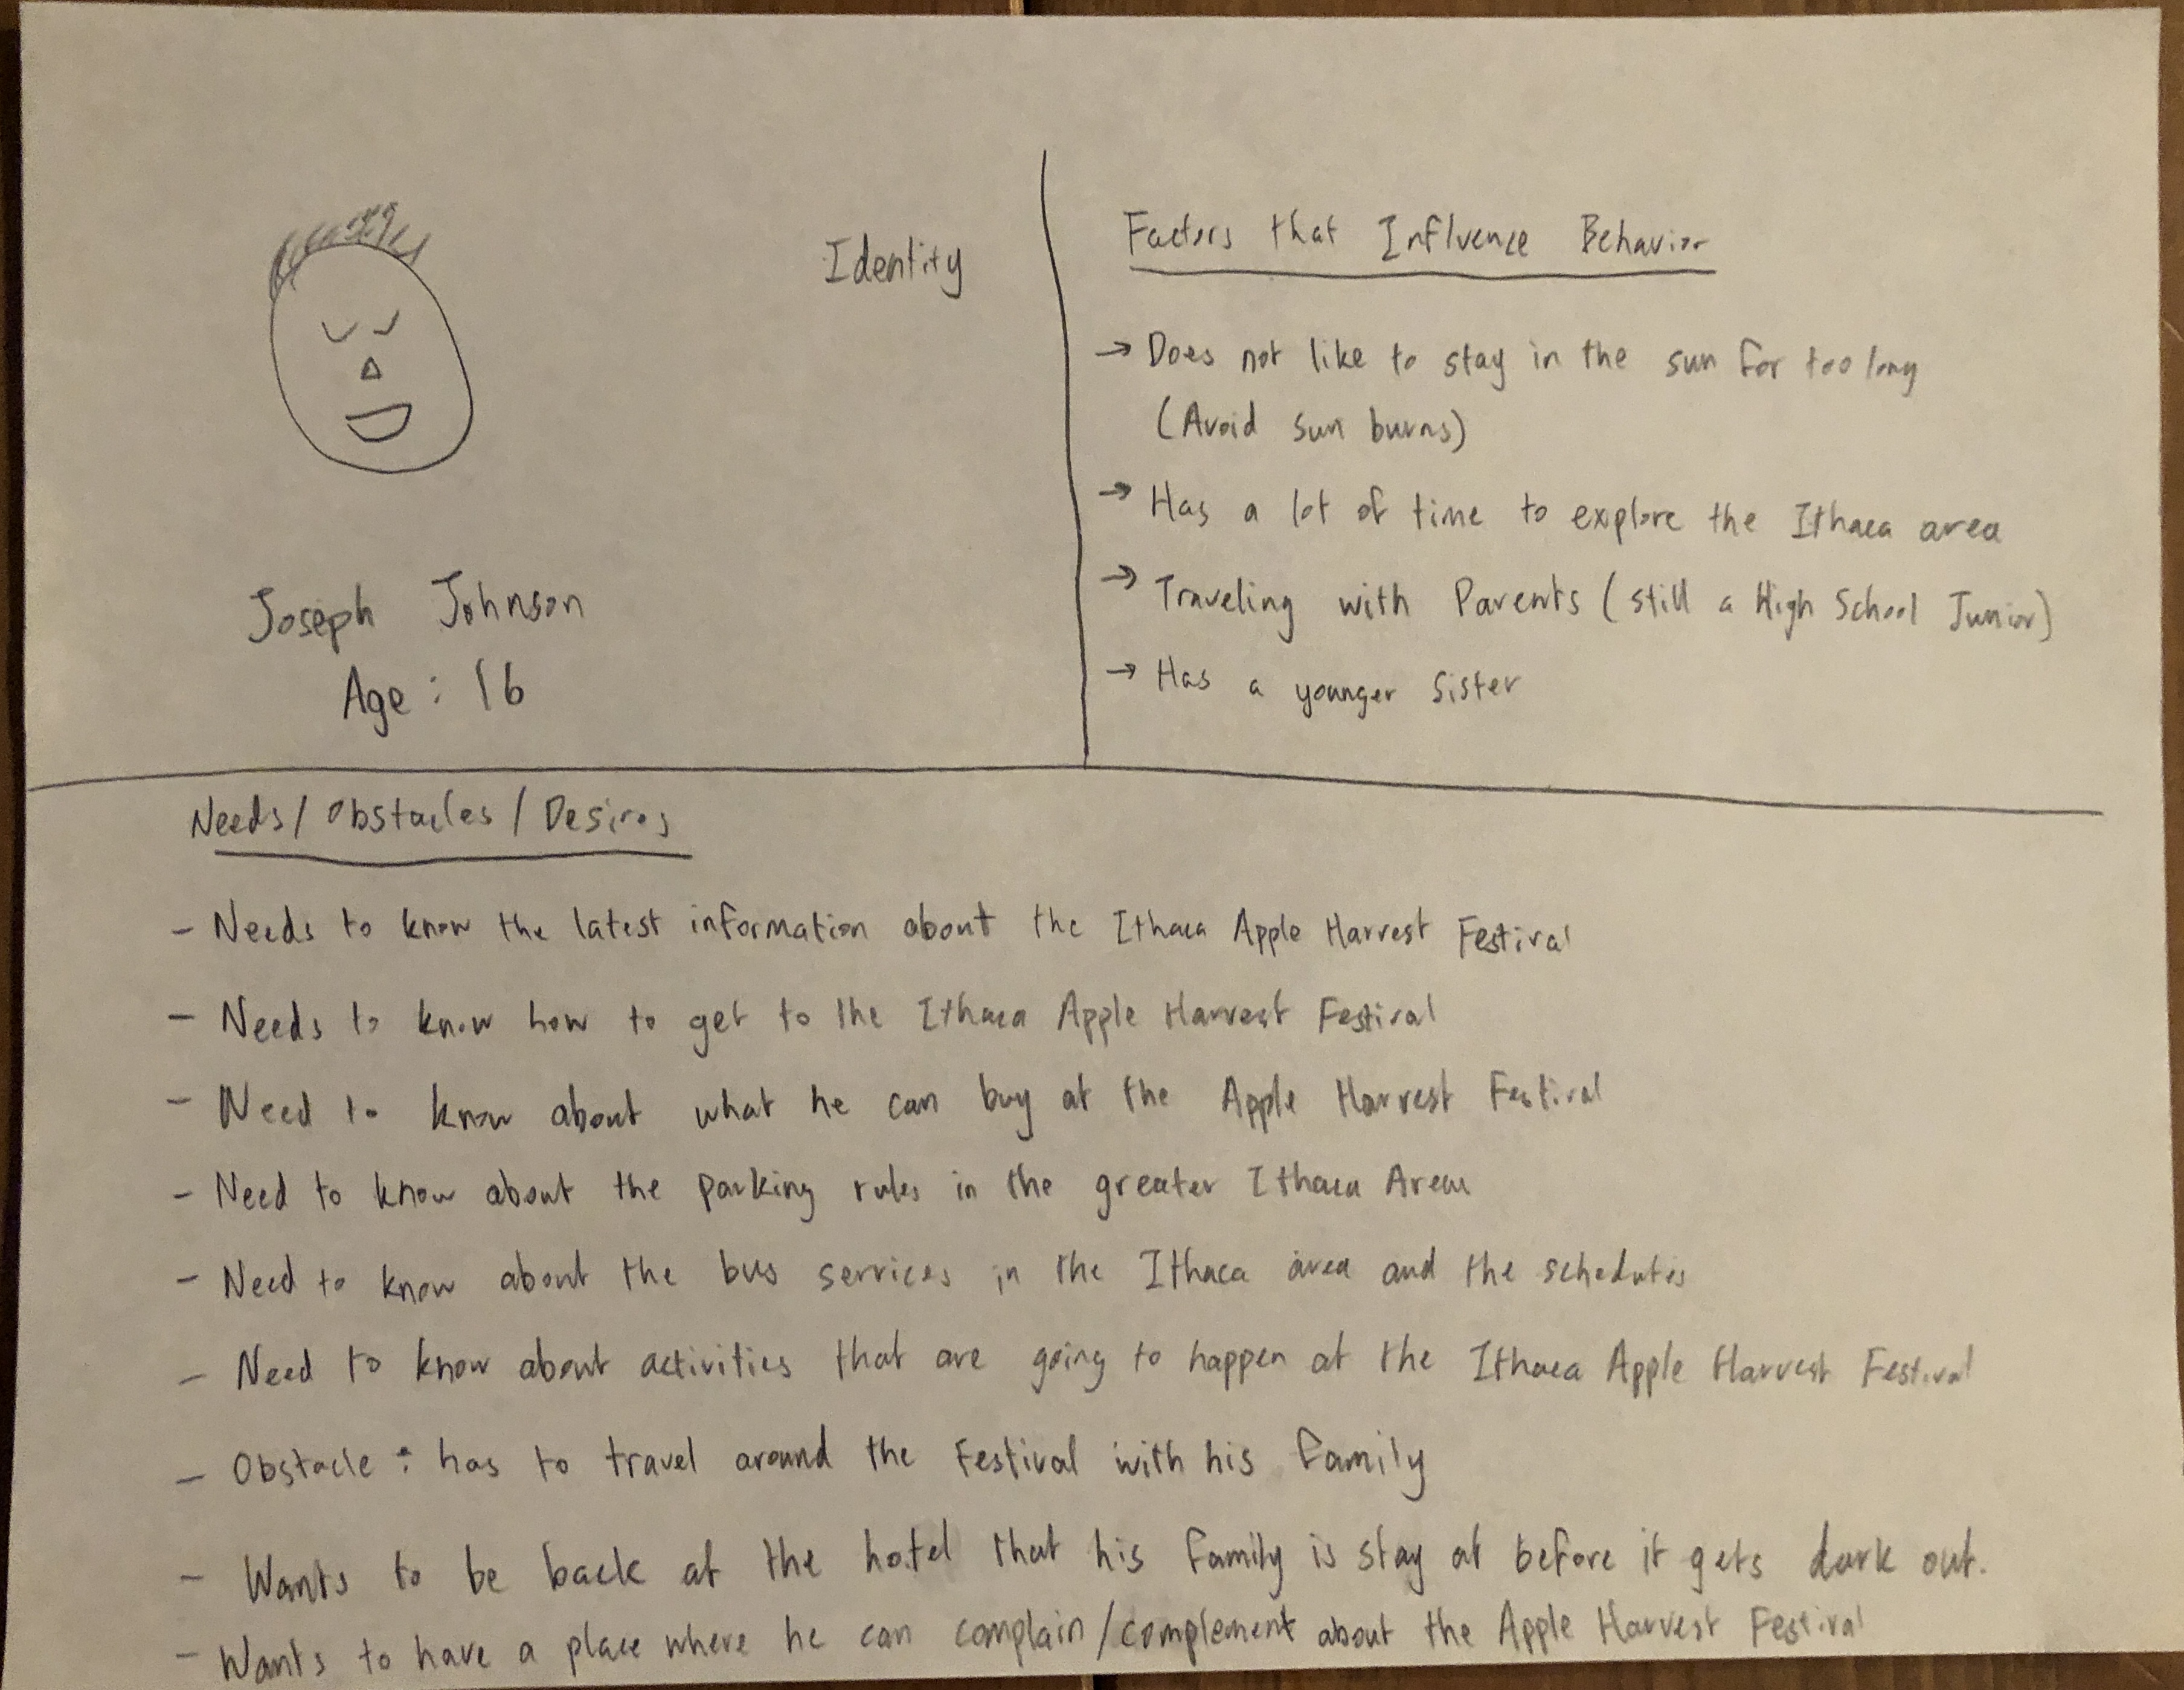 Identity
Joseph Johnson
Age : 16
Factors that Influence Behavior
→ Does not like to stay in the sun for too long
(Avoid sun burns)
→ Has a lot of time to explore the Ithaca area
→ Traveling with Parents (still a High School Junior)
→ Has a younger sister
Needs / Obstacles / Desires
- Needs to know the latest information about the Ithaca Apple Harvest Festival
- Needs to know how to get to the Ithaca Apple Harvest Festival
- Need to know about what he can buy at the Apple Harvest Festival
- Need to know about the parking rules in the greater Ithaca Area
- Need to know about the bus services in the Ithaca area and the schedules
- Need to know about activities that are going to happen at the Ithaca Apple Harvest Festival
- Obstacle : has to travel around the Festival with his family
- Wants to be back at the hotel that his family is stay at before it gets dark out.
- Wants to have a place where he can complain/complement about the Apple Harvest Festival